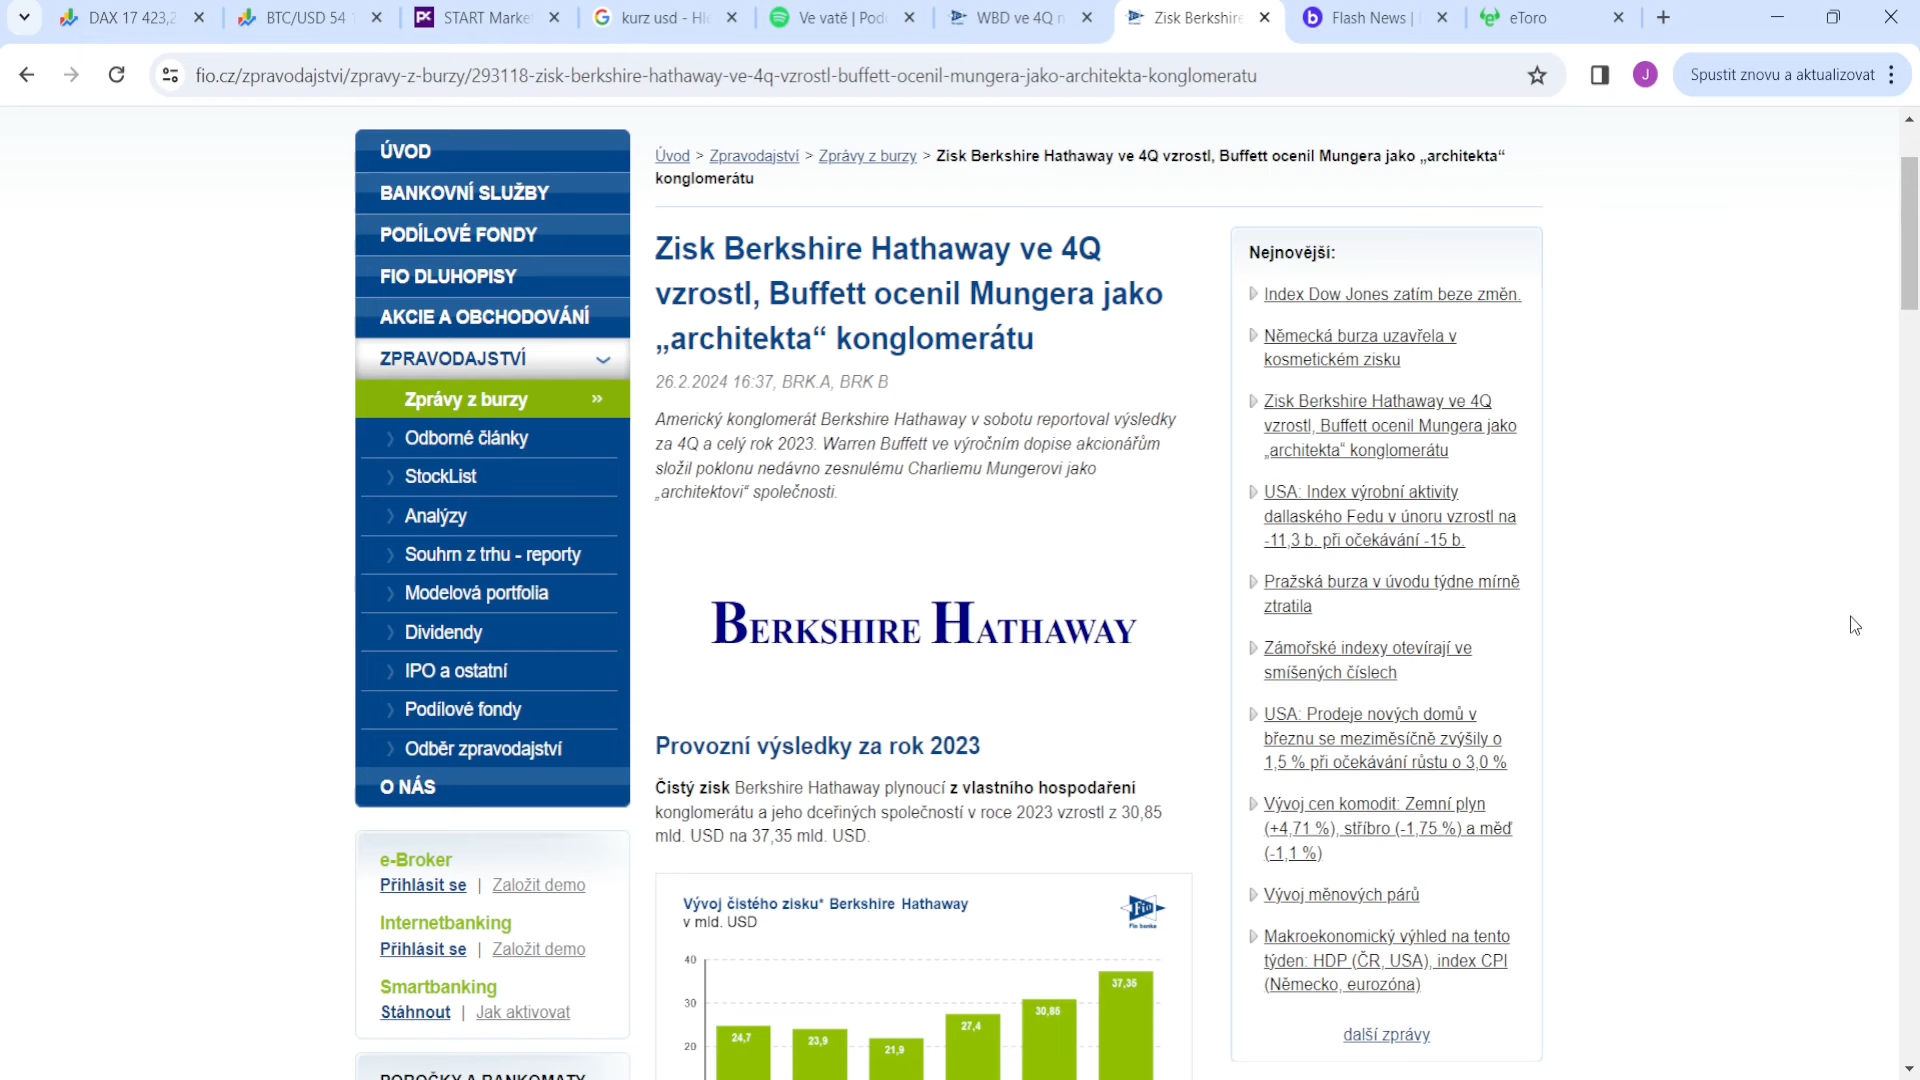 DAX 17 423,2
BTC/USD 54
START Marke
kurz usd - Hle
Ve vatě | Pod
WBD ve 4Q n
Zisk Berkshire
Flash News |
eToro
fio.cz/zpravodajstvi/zpravy-z-burzy/293118-zisk-berkshire-hathaway-ve-4q-vzrostl-buffett-ocenil-mungera-jako-architekta-konglomeratu
J
Spustit znovu a aktualizovat
ÚVOD
BANKOVNÍ SLUŽBY
PODÍLOVÉ FONDY
FIO DLUHOPISY
AKCIE A OBCHODOVÁNÍ
ZPRAVODAJSTVÍ
Zprávy z burzy »
Odborné články
StockList
Analýzy
Souhrn z trhu - reporty
Modelová portfolia
Dividendy
IPO a ostatní
Podílové fondy
Odběr zpravodajství
O NÁS
e-Broker
Přihlásit se | Založit demo
Internetbanking
Přihlásit se | Založit demo
Smartbanking
Stáhnout | Jak aktivovat
POBOČKY A BANKOMATY
Úvod > Zpravodajství > Zprávy z burzy > Zisk Berkshire Hathaway ve 4Q vzrostl, Buffett ocenil Mungera jako „architekta“
konglomerátu
Zisk Berkshire Hathaway ve 4Q
vzrostl, Buffett ocenil Mungera jako
„architekta“ konglomerátu
26.2.2024 16:37, BRK.A, BRK B
Americký konglomerát Berkshire Hathaway v sobotu reportoval výsledky
za 4Q a celý rok 2023. Warren Buffett ve výročním dopise akcionářům
složil poklonu nedávno zesnulému Charliemu Mungerovi jako
„architektovi“ společnosti.
BERKSHIRE HATHAWAY
Provozní výsledky za rok 2023
Čistý zisk Berkshire Hathaway plynoucí z vlastního hospodaření
konglomerátu a jeho dceřiných společností v roce 2023 vzrostl z 30,85
mld. USD na 37,35 mld. USD.
Vývoj čistého zisku* Berkshire Hathaway
v mld. USD
Fio
Fio banka
40
37,35
30
30,85
27,4
24,7
23,9
21,9
20
Nejnovější:
Index Dow Jones zatím beze změn.
Německá burza uzavřela v
kosmetickém zisku
Zisk Berkshire Hathaway ve 4Q
vzrostl, Buffett ocenil Mungera jako
„architekta“ konglomerátu
USA: Index výrobní aktivity
dallaského Fedu v únoru vzrostl na
-11,3 b. při očekávání -15 b.
Pražská burza v úvodu týdne mírně
ztratila
Zámořské indexy otevírají ve
smíšených číslech
USA: Prodeje nových domů v
březnu se meziměsíčně zvýšily o
1,5 % při očekávání růstu o 3,0 %
Vývoj cen komodit: Zemní plyn
(+4,71 %), stříbro (-1,75 %) a měď
(-1,1 %)
Vývoj měnových párů
Makroekonomický výhled na tento
týden: HDP (ČR, USA), index CPI
(Německo, eurozóna)
další zprávy